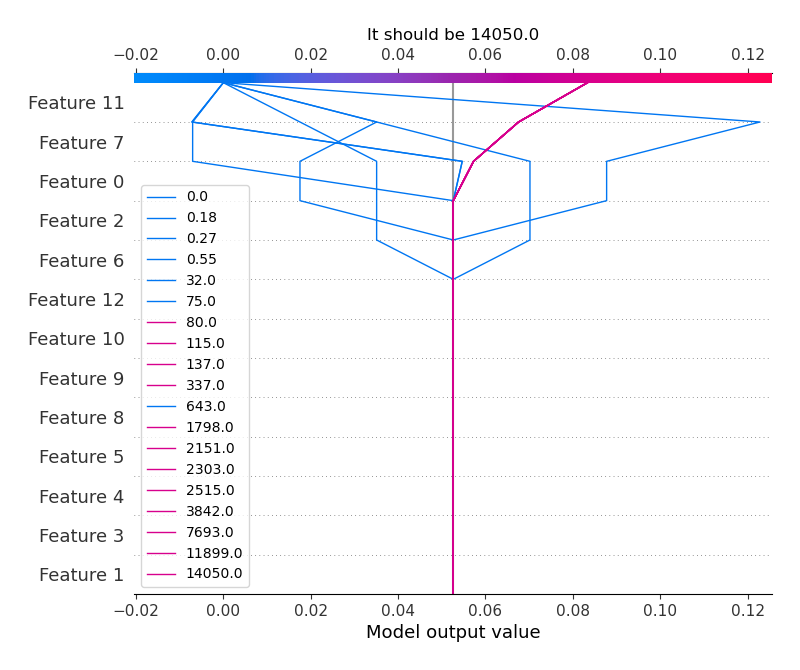 It should be 14050.0
−0.02 0.00 0.02 0.04 0.06 0.08 0.10 0.12
Feature 11
Feature 7
Feature 0
Feature 2
Feature 6
Feature 12
Feature 10
Feature 9
Feature 8
Feature 5
Feature 4
Feature 3
Feature 1
0.0
0.18
0.27
0.55
32.0
75.0
80.0
115.0
137.0
337.0
643.0
1798.0
2151.0
2303.0
2515.0
3842.0
7693.0
11899.0
14050.0
−0.02 0.00 0.02 0.04 0.06 0.08 0.10 0.12
Model output value